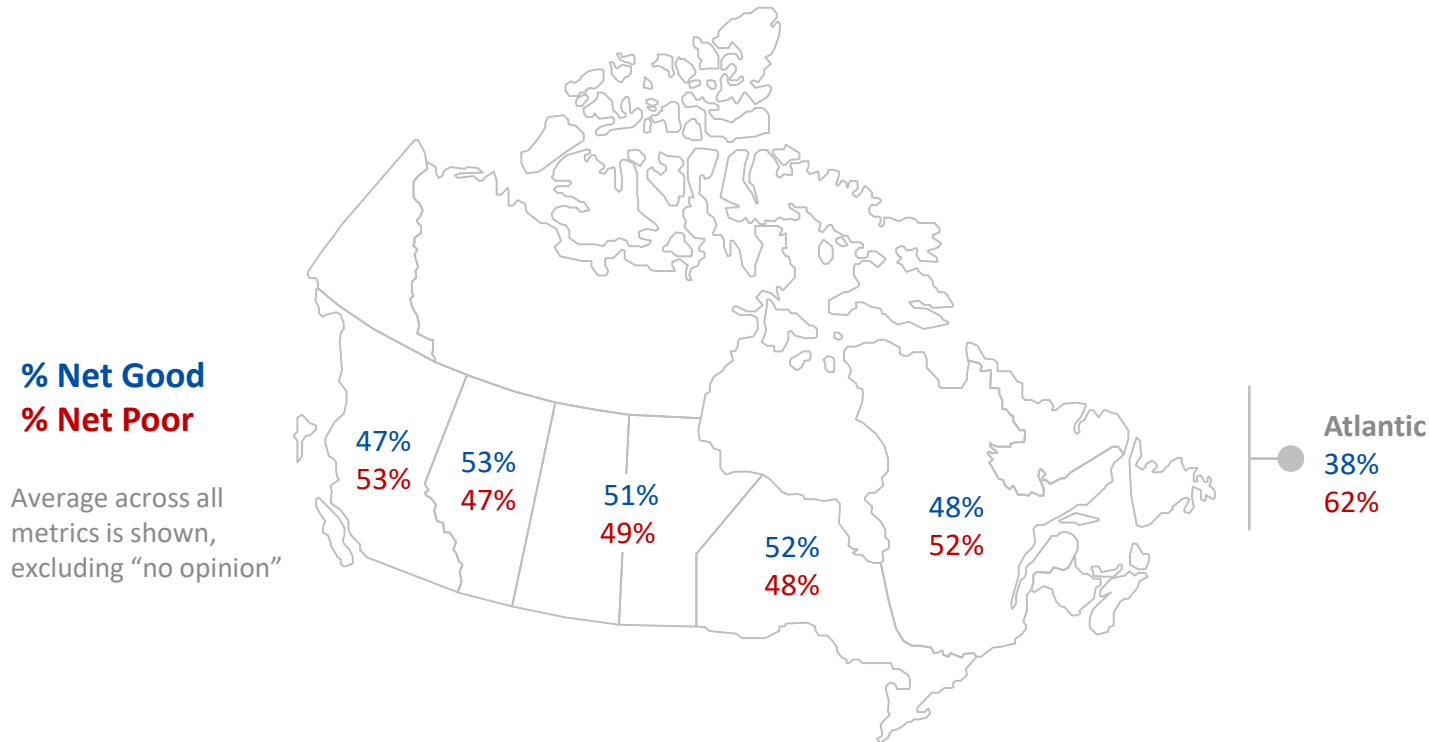 % Net Good
% Net Poor
Average across all
metrics is shown,
excluding “no opinion”
47%
53%
53%
47%
51%
49%
52%
48%
48%
52%
Atlantic
38%
62%